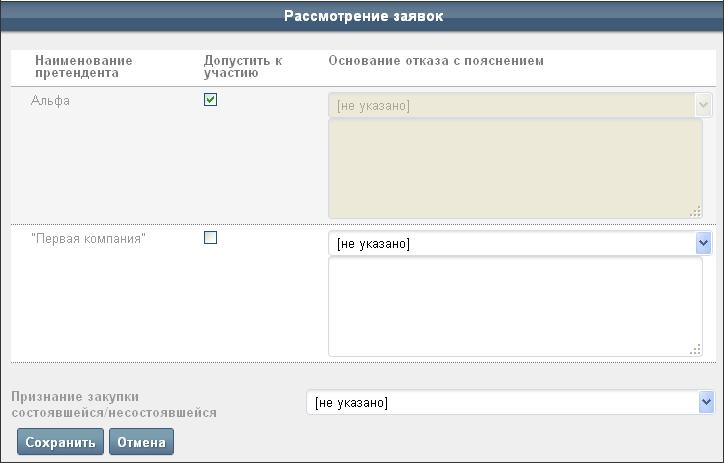 Рассмотрение заявок
Наименование претендента
Допустить к участию
Основание отказа с пояснением
Альфа
[не указано]
"Первая компания"
[не указано]
Признание закупки
состоявшейся/несостоявшейся
[не указано]
Сохранить
Отмена